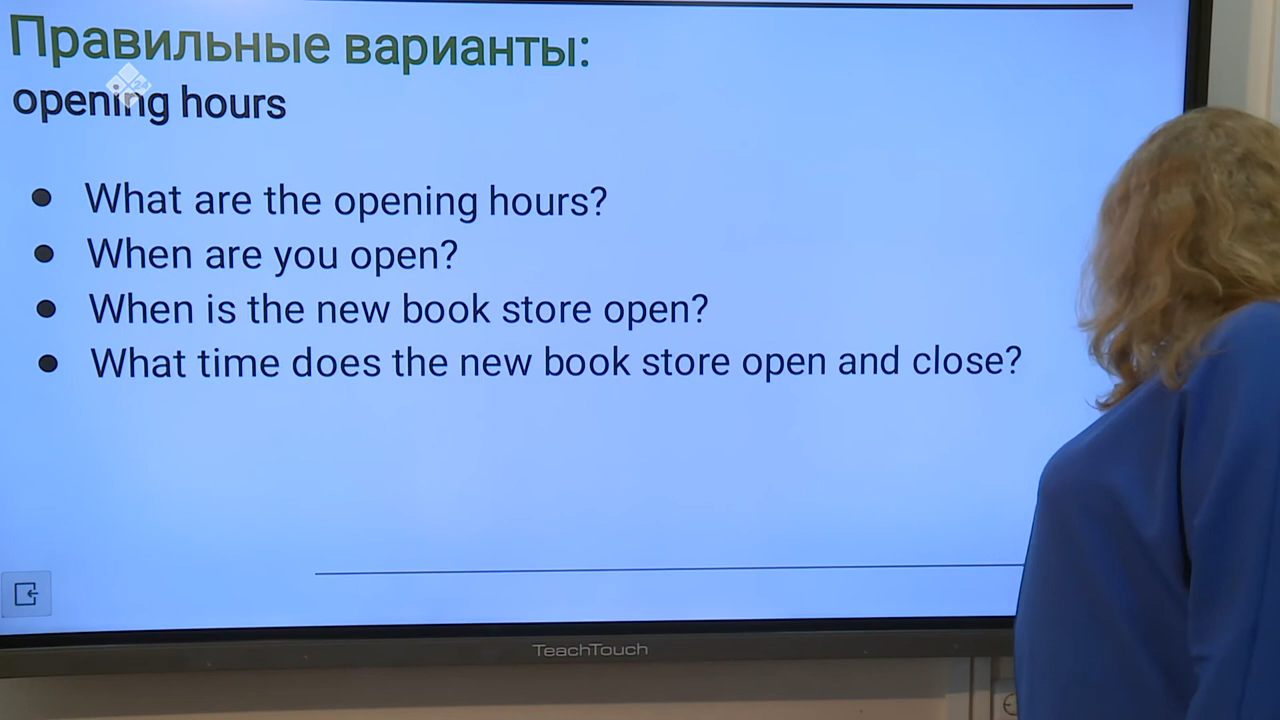 Правильные варианты:
opening hours
What are the opening hours?
When are you open?
When is the new book store open?
What time does the new book store open and close?
TeachTouch